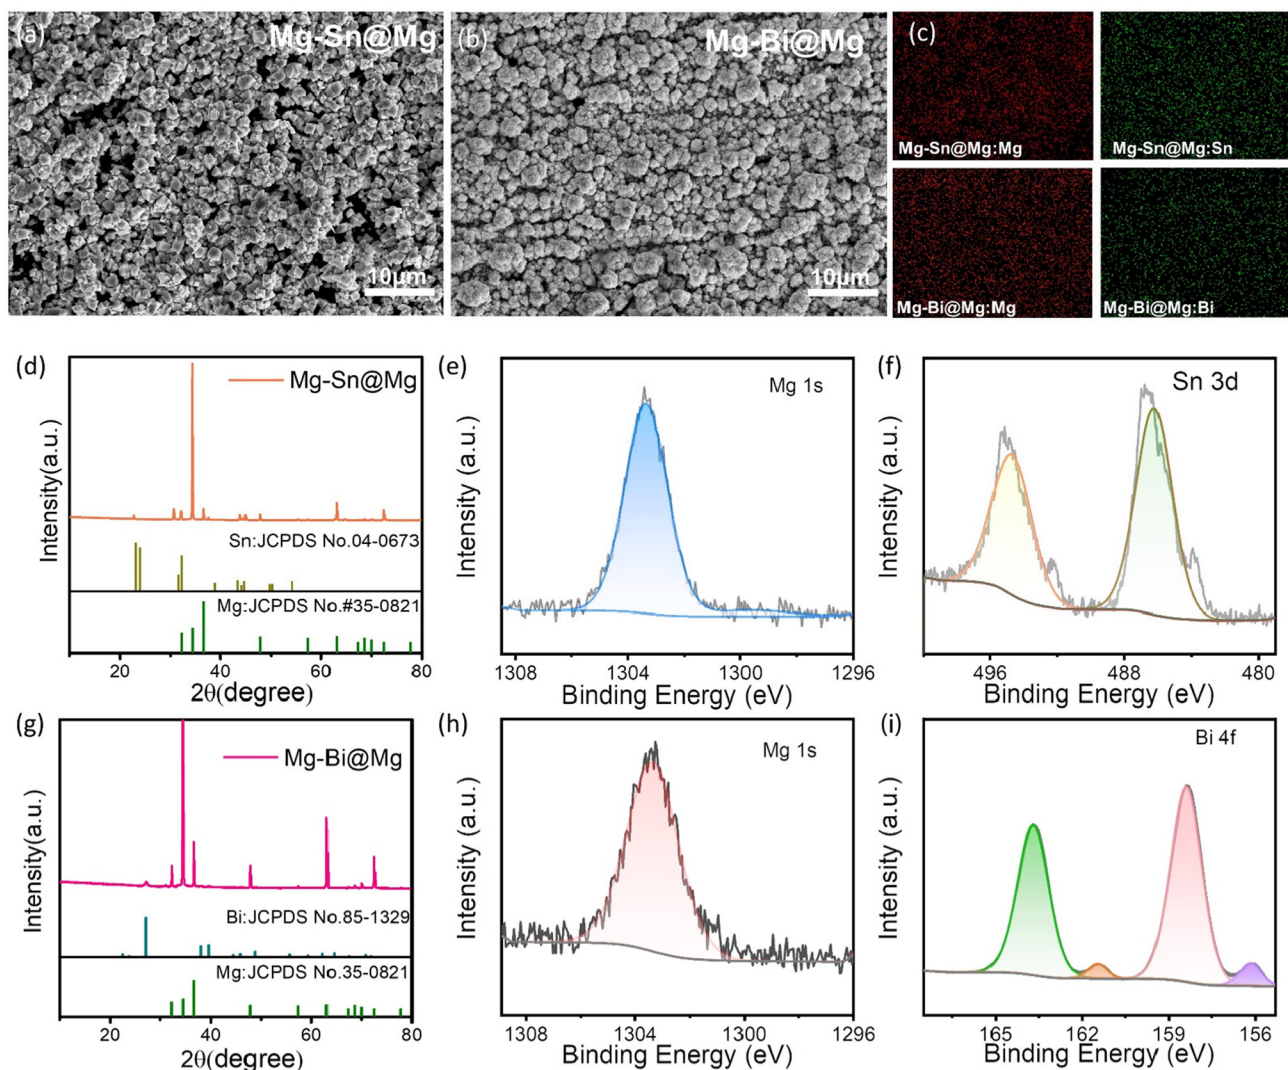 (a) Mg-Sn@Mg
10μm
(b) Mg-Bi@Mg
10μm
(c)
Mg-Sn@Mg:Mg
Mg-Sn@Mg:Sn
Mg-Bi@Mg:Mg
Mg-Bi@Mg:Bi
(d)
Mg-Sn@Mg
Sn:JCPDS No.04-0673
Mg:JCPDS No.#35-0821
Intensity(a.u.)
20 40 60 80
2θ(degree)
(e)
Mg 1s
Intensity (a.u.)
1308 1304 1300 1296
Binding Energy (eV)
(f)
Sn 3d
Intensity (a.u.)
496 488 480
Binding Energy (eV)
(g)
Mg-Bi@Mg
Bi:JCPDS No.85-1329
Mg:JCPDS No.35-0821
Intensity(a.u.)
20 40 60 80
2θ(degree)
(h)
Mg 1s
Intensity (a.u.)
1308 1304 1300 1296
Binding Energy (eV)
(i)
Bi 4f
Intensity (a.u.)
165 162 159 156
Binding Energy (eV)